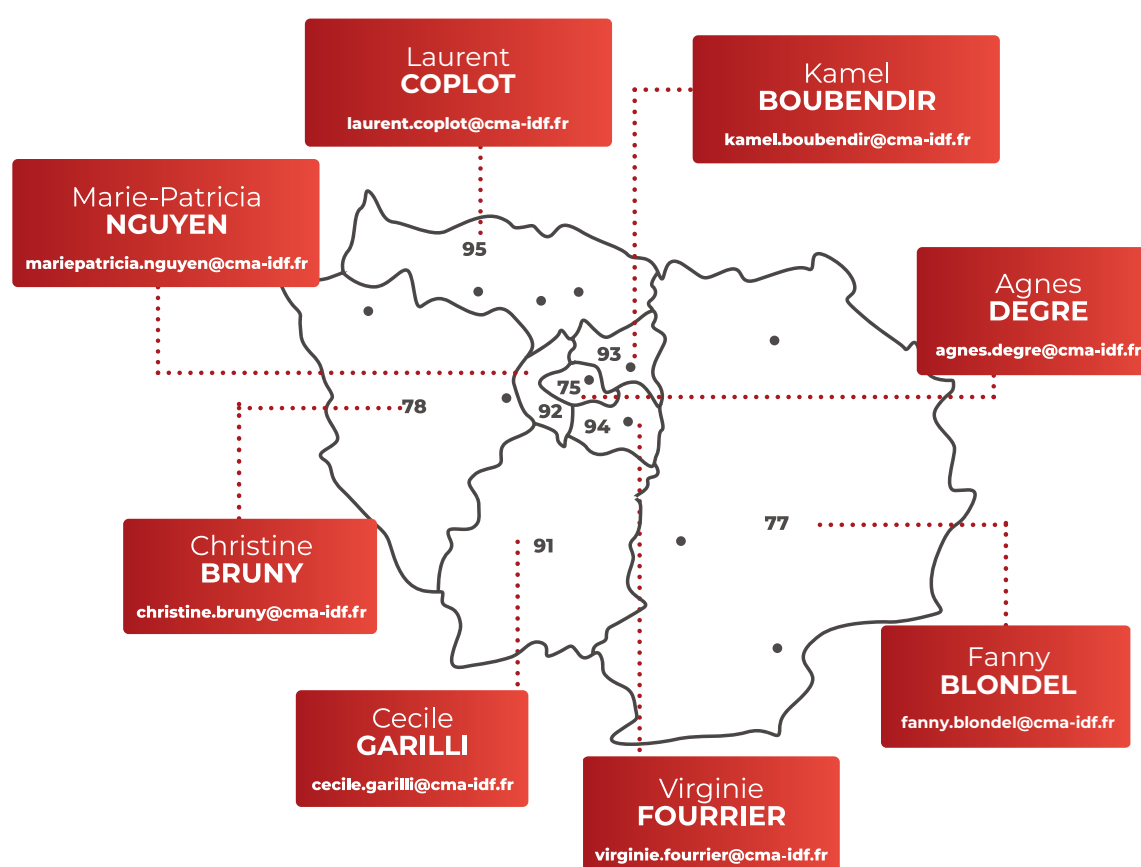 Laurent
COPLOT
laurent.coplot@cma-idf.fr
Kamel
BOUBENDIR
kamel.boubendir@cma-idf.fr
Marie-Patricia
NGUYEN
mariepatricia.nguyen@cma-idf.fr
95
Agnes
DEGRE
agnes.degre@cma-idf.fr
93
75
78
92
94
77
91
Christine
BRUNY
christine.bruny@cma-idf.fr
Fanny
BLONDEL
fanny.blondel@cma-idf.fr
Cecile
GARILLI
cecile.garilli@cma-idf.fr
Virginie
FOURRIER
virginie.fourrier@cma-idf.fr